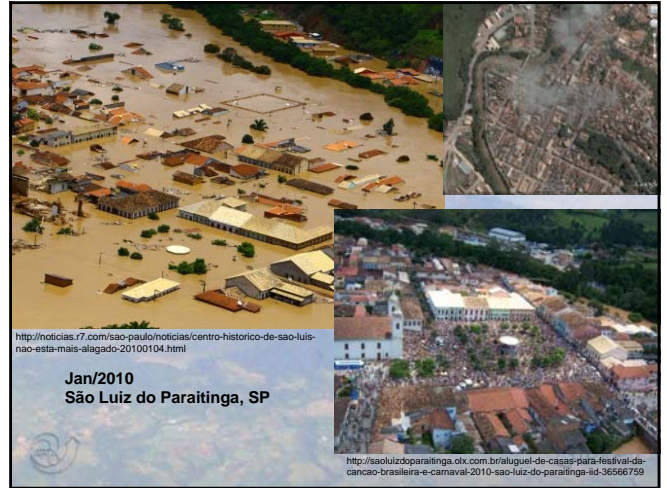 http://noticias.r7.com/sao-paulo/noticias/centro-historico-de-sao-luis-
nao-esta-mais-alagado-20100104.html
Jan/2010
São Luiz do Paraitinga, SP
http://saoluizdoparaitinga.olx.com.br/aluguel-de-casas-para-festival-da-
cancao-brasileira-e-carnaval-2010-sao-luiz-do-paraitinga-iid-36566759